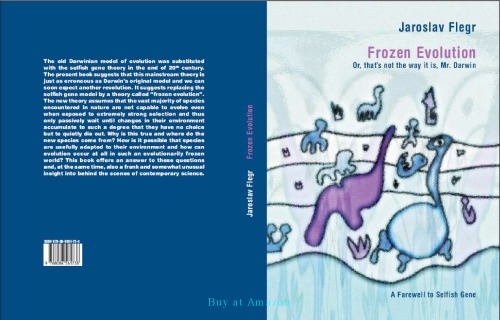 The old Darwinian model of evolution was substituted
with the selfish gene theory in the end of 20th century.
The present book suggests that this mainstream theory is
just as erroneous as Darwin's original model and we can
soon expect another revolution. It suggests replacing the
selfish gene model by a theory called "frozen evolution".
The new theory assumes that the vast majority of species
encountered in nature are not capable to evolve even
when exposed to extremely strong selection and thus
only passively wait until changes in their environment
accumulate to such a degree that they have no choice
but to quietly die out. Why is this true and where do the
new species come from? How is it possible that species
are usefully adapted to their environment and how can
evolution occur at all in such an evolutionarily frozen
world? This book offers an answer to these questions
and, at the same time, also a frank and somewhat unusual
insight into behind the scenes of contemporary science.
Jaroslav Flegr Frozen Evolution
Jaroslav Flegr
Frozen Evolution
Or, that's not the way it is, Mr. Darwin
A Farewell to Selfish Gene
Buy at